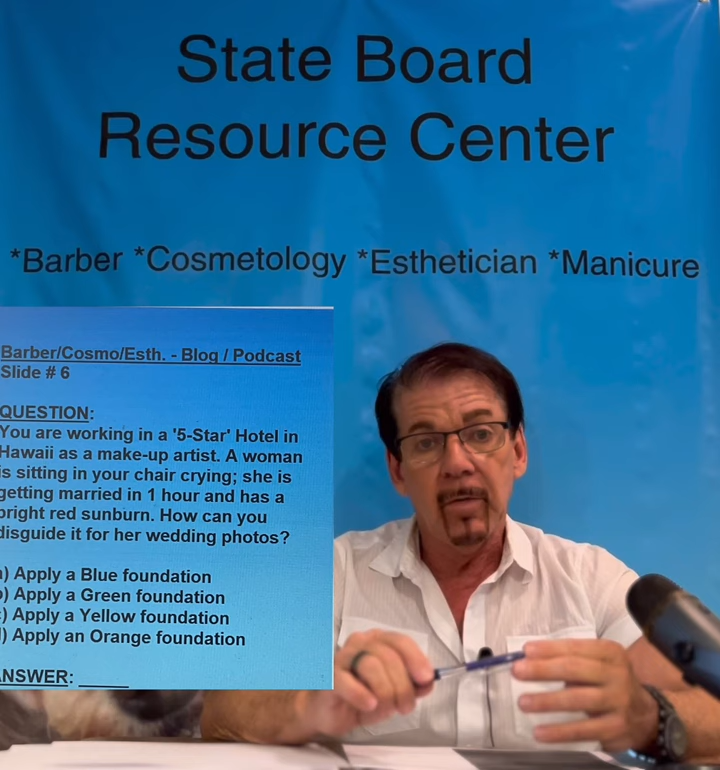 State Board
Resource Center
*Barber *Cosmetology *Esthetician *Manicure
Barber/Cosmo/Esth. - Blog / Podcast
Slide # 6
QUESTION:
You are working in a '5-Star' Hotel in
Hawaii as a make-up artist. A woman
is sitting in your chair crying; she is
getting married in 1 hour and has a
bright red sunburn. How can you
disguide it for her wedding photos?
) Apply a Blue foundation
) Apply a Green foundation
) Apply a Yellow foundation
) Apply an Orange foundation
ANSWER: _____